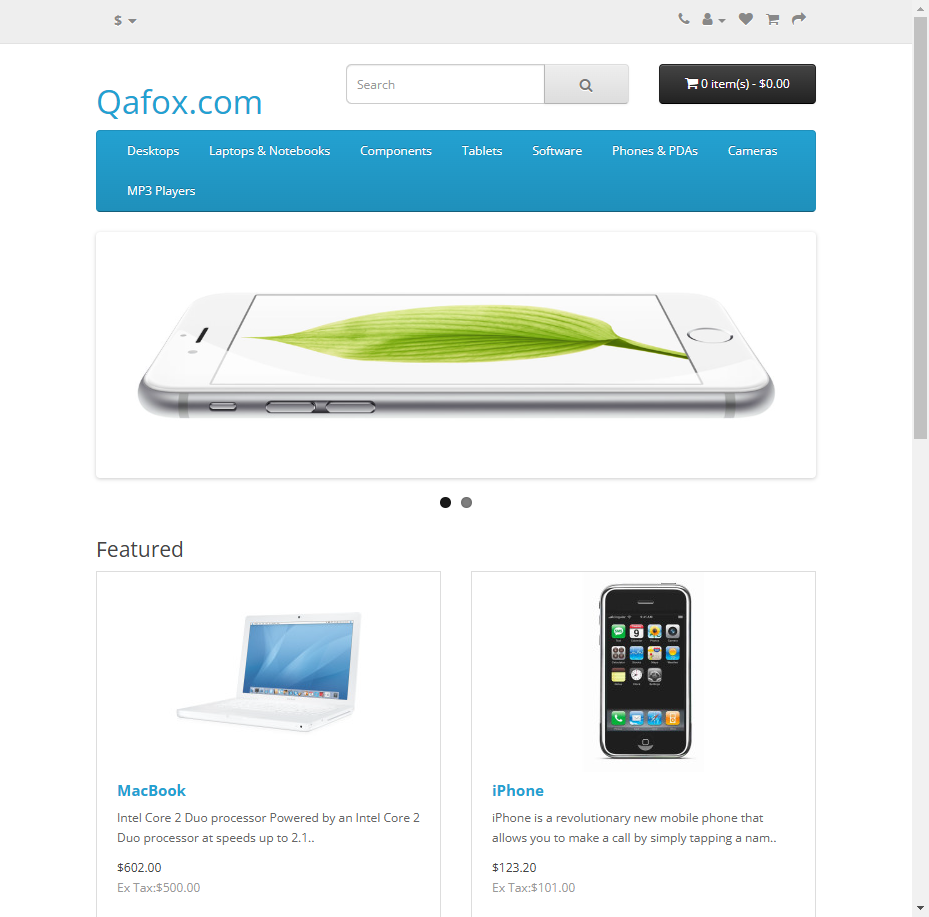 $
Qafox.com
Search
0 item(s) - $0.00
Desktops
Laptops & Notebooks
Components
Tablets
Software
Phones & PDAs
Cameras
MP3 Players
Featured
MacBook
Intel Core 2 Duo processor Powered by an Intel Core 2
Duo processor at speeds up to 2.1..
$602.00
Ex Tax:$500.00
iPhone
iPhone is a revolutionary new mobile phone that
allows you to make a call by simply tapping a nam..
$123.20
Ex Tax:$101.00